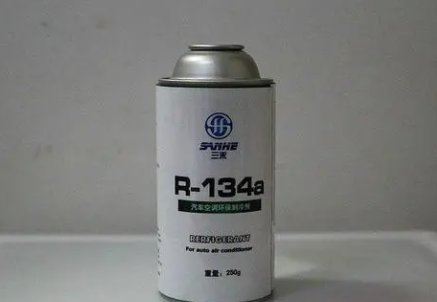 SANHE
三禾
R-134a
汽车空调环保制冷剂
RERFIGERANT
For auto air conditioner
重量：250g